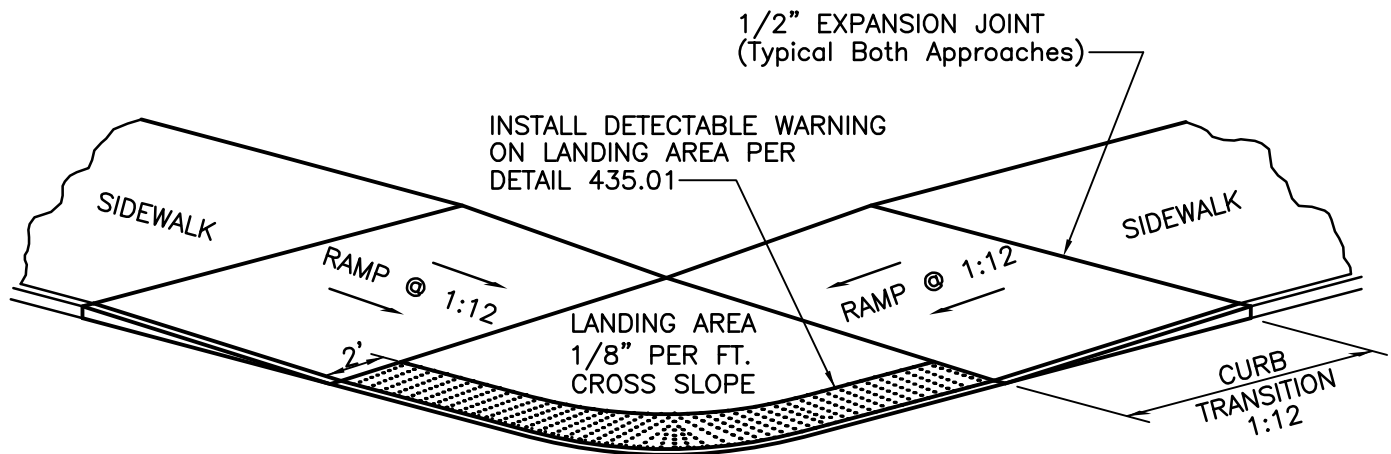 1/2” EXPANSION JOINT
(Typical Both Approaches)
INSTALL DETECTABLE WARNING
ON LANDING AREA PER
DETAIL 435.01
SIDEWALK
SIDEWALK
RAMP @ 1:12
RAMP @ 1:12
LANDING AREA
1/8” PER FT.
CROSS SLOPE
2'
CURB
TRANSITION
1:12